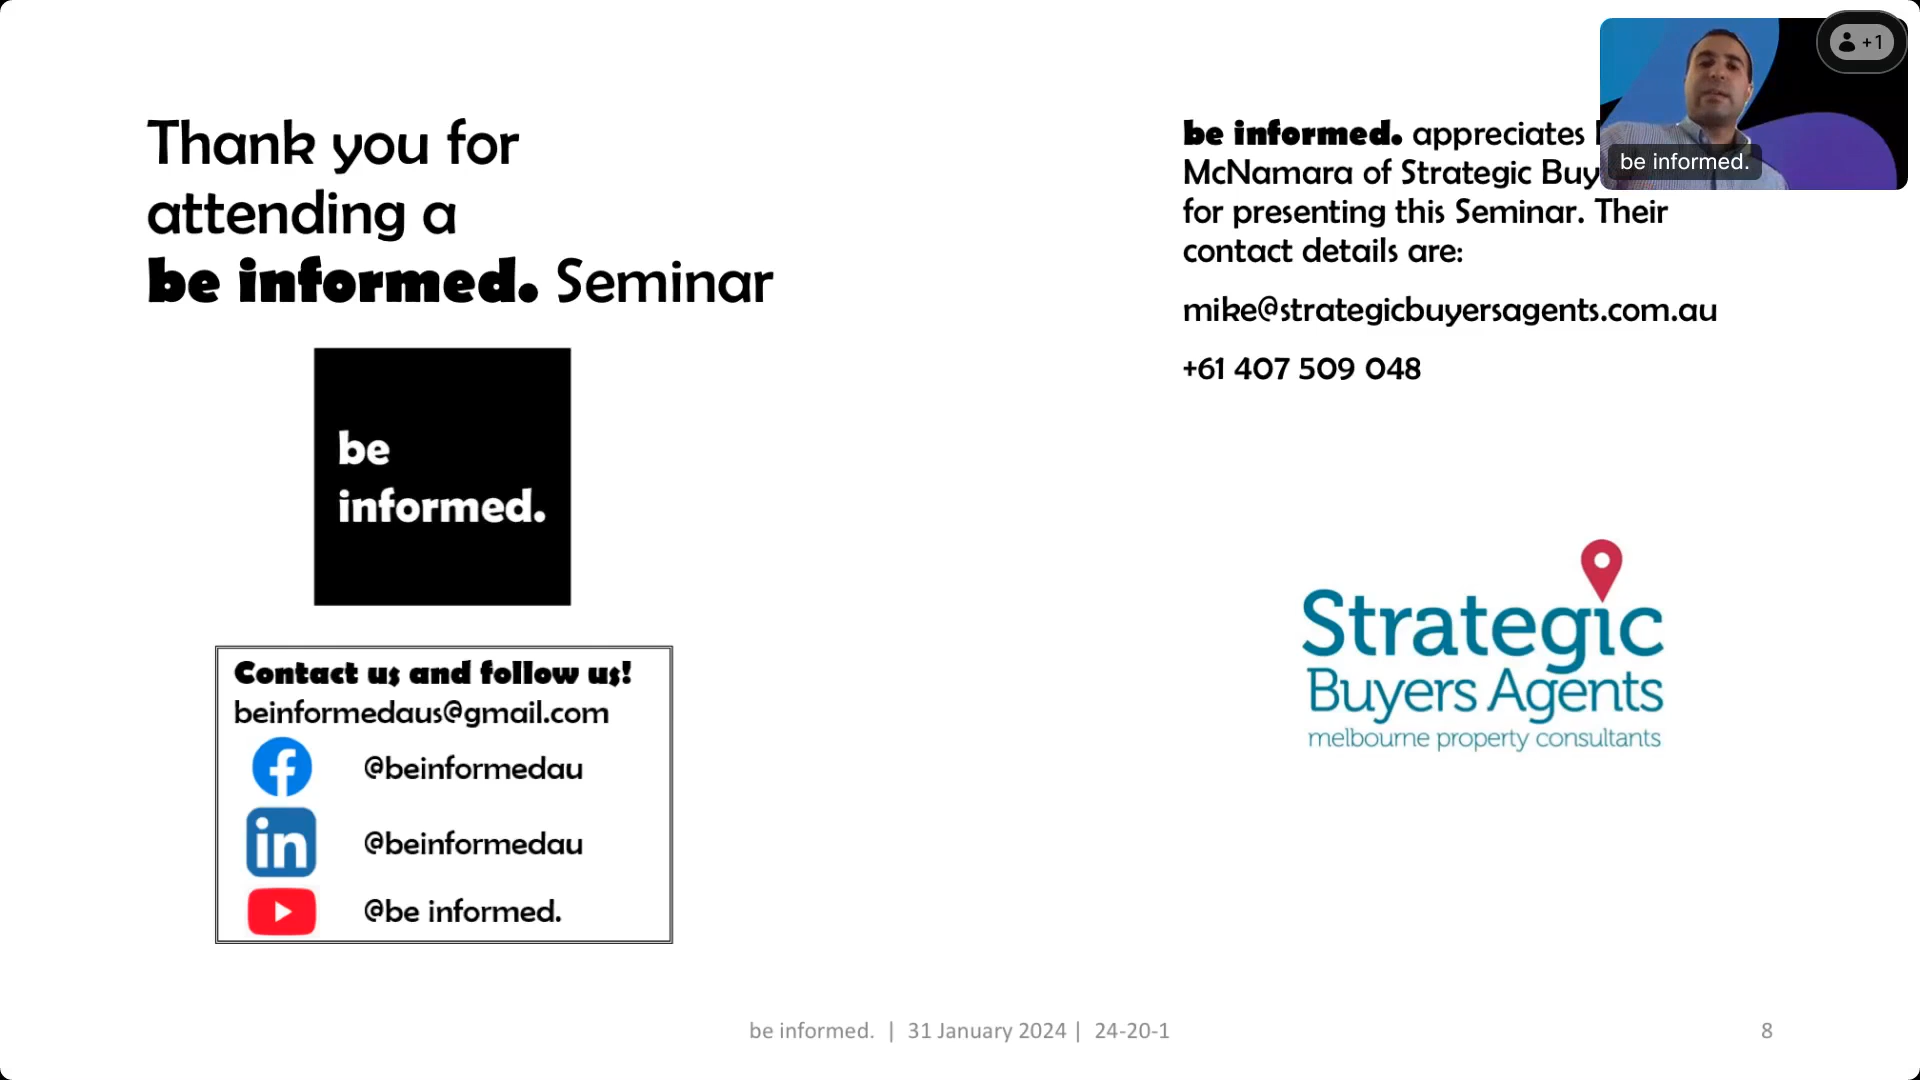 Thank you for
attending a
be informed. Seminar
be
informed.
Contact us and follow us!
beinformedaus@gmail.com
@beinformedau
in
@beinformedau
@be informed.
be informed. appreciates
McNamara of Strategic Buy
for presenting this Seminar. Their
contact details are:
mike@strategicbuyersagents.com.au
+61 407 509 048
+1
be informed.
Strategic
Buyers Agents
melbourne property consultants
be informed. | 31 January 2024 | 24-20-1
8